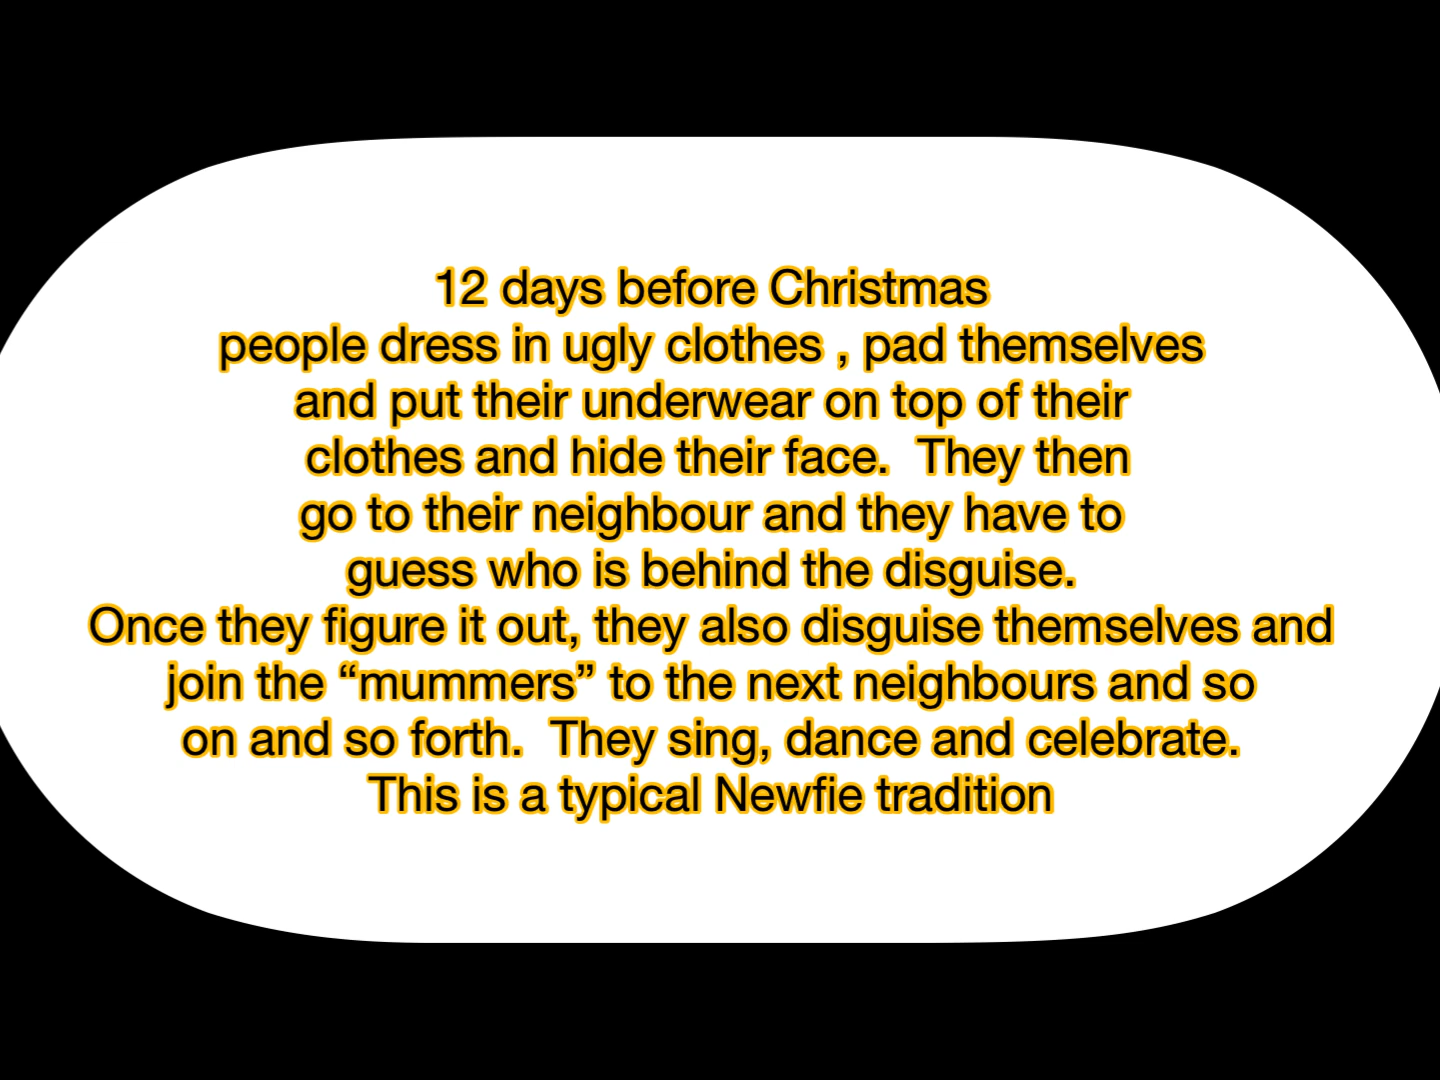 12 days before Christmas
people dress in ugly clothes , pad themselves
and put their underwear on top of their
clothes and hide their face.  They then
go to their neighbour and they have to
guess who is behind the disguise.
Once they figure it out, they also disguise themselves and
join the “mummers” to the next neighbours and so
on and so forth.  They sing, dance and celebrate.
This is a typical Newfie tradition